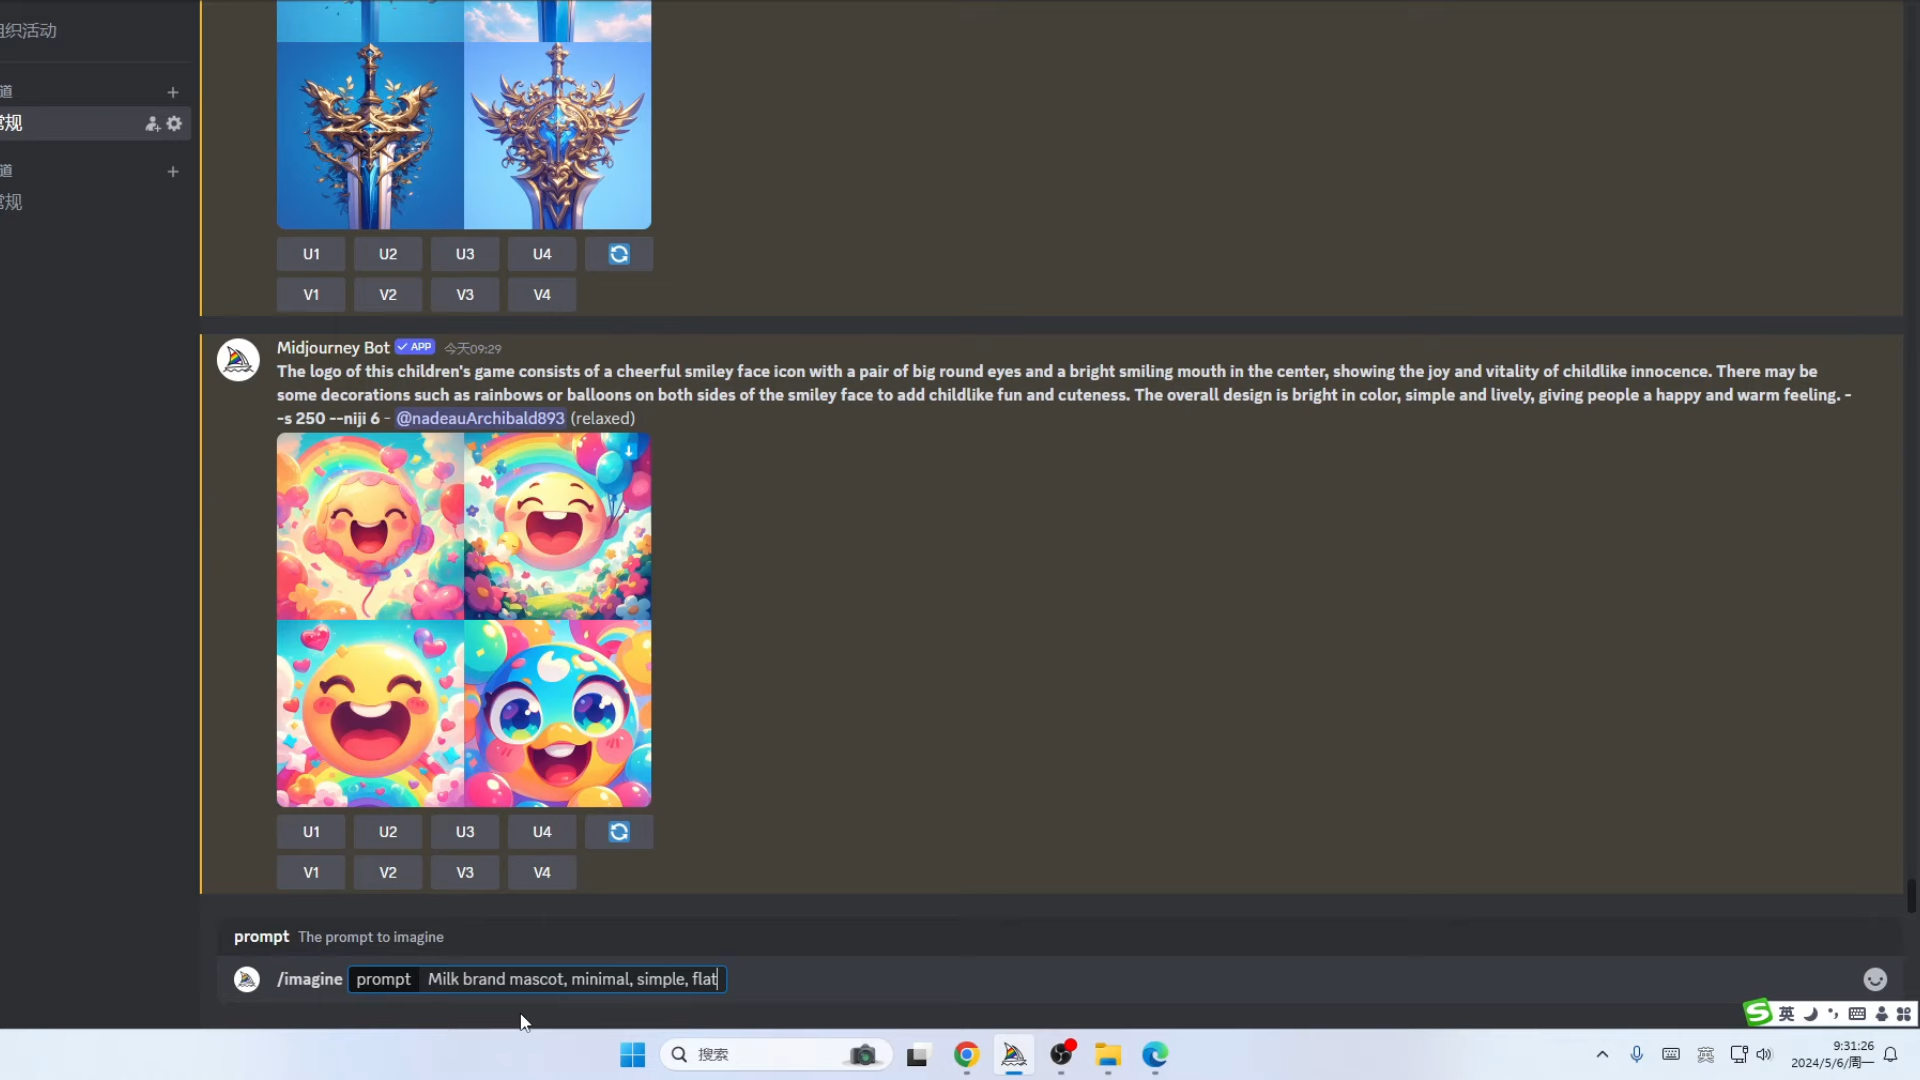 组织活动
道
常规
道
常规
U1 U2 U3 U4
V1 V2 V3 V4
Midjourney Bot APP 今天09:29
The logo of this children's game consists of a cheerful smiley face icon with a pair of big round eyes and a bright smiling mouth in the center, showing the joy and vitality of childlike innocence. There may be
some decorations such as rainbows or balloons on both sides of the smiley face to add childlike fun and cuteness. The overall design is bright in color, simple and lively, giving people a happy and warm feeling. -
-s 250 --niji 6 - @nadeauArchibald893 (relaxed)
U1 U2 U3 U4
V1 V2 V3 V4
prompt The prompt to imagine
/imagine prompt Milk brand mascot, minimal, simple, flat
S 英
搜索
英
9:31:26
2024/5/6/周一